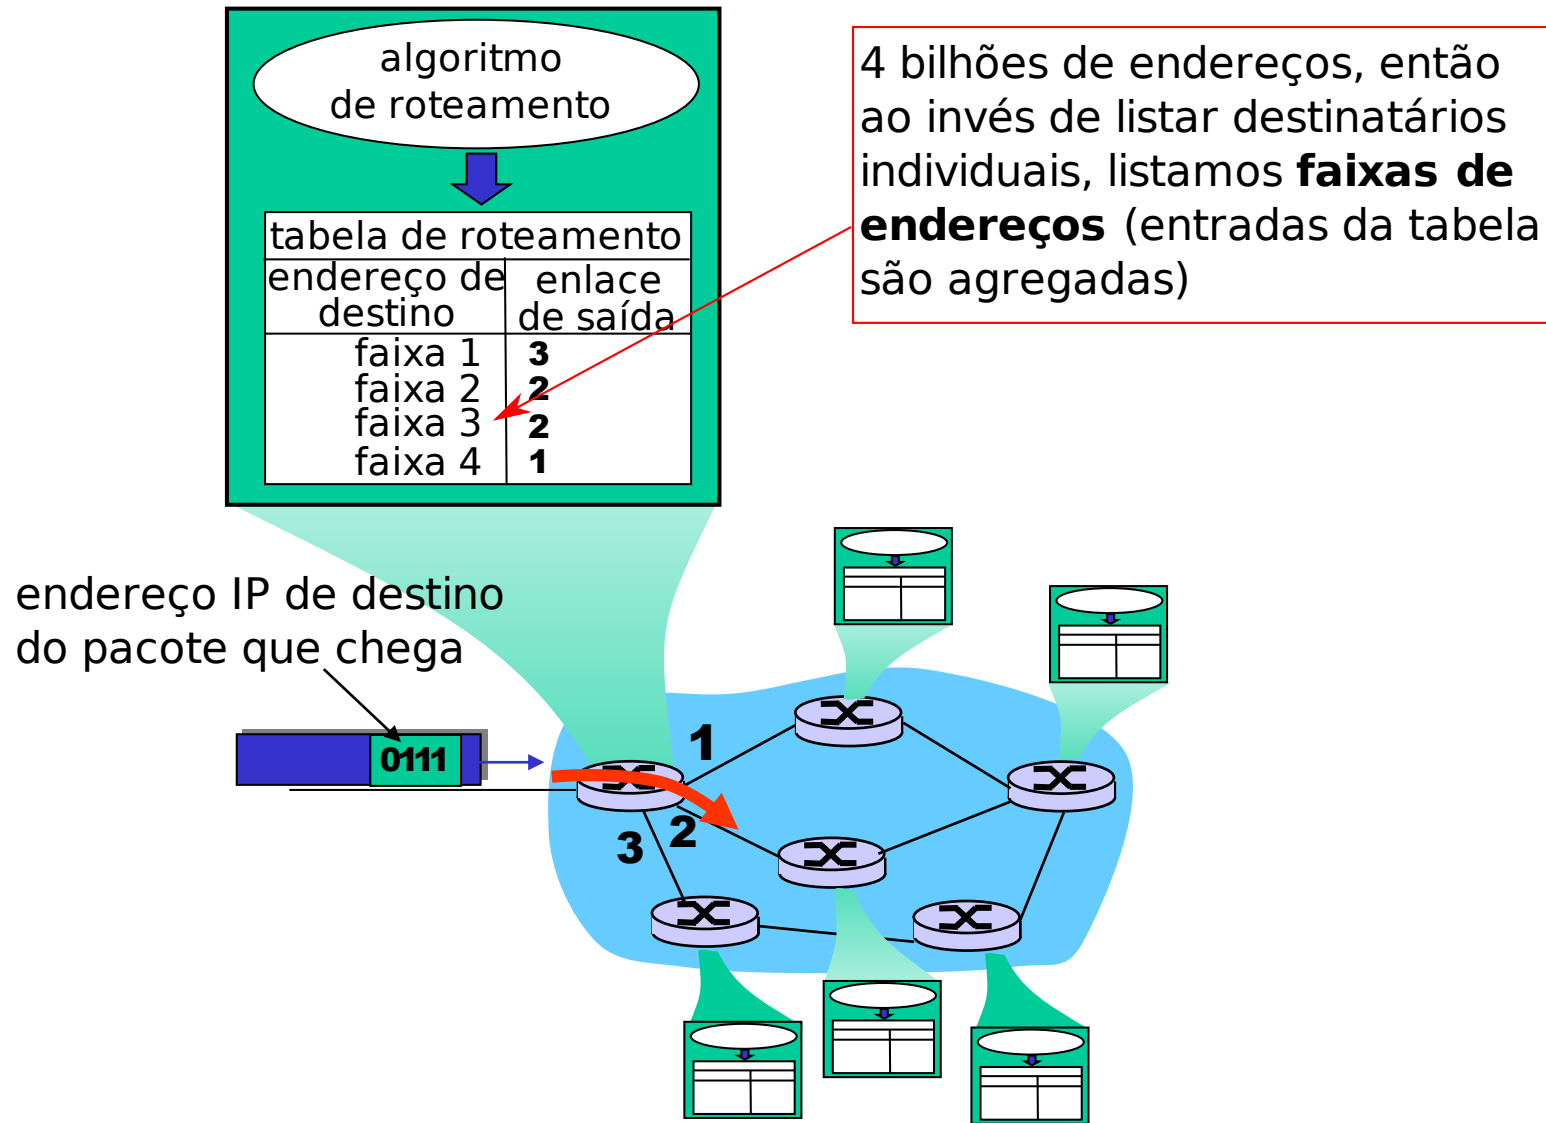 algoritmo
de roteamento
tabela de roteamento
endereço de destino
enlace de saída
faixa 1 3
faixa 2 2
faixa 3 2
faixa 4 1
4 bilhões de endereços, então
ao invés de listar destinatários
individuais, listamos faixas de
endereços (entradas da tabela
são agregadas)
endereço IP de destino
do pacote que chega
0111
1
2
3